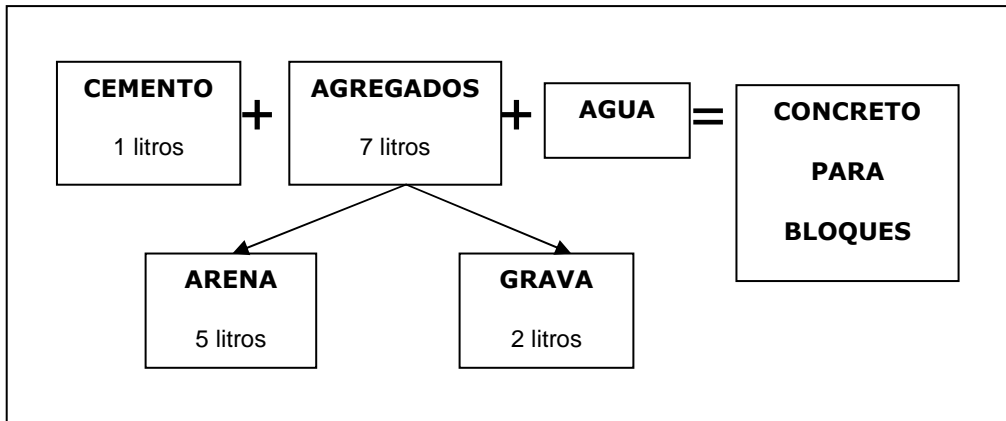 CEMENTO
1 litros
+
AGREGADOS
7 litros
+
AGUA
=
CONCRETO
PARA
BLOQUES
ARENA
5 litros
GRAVA
2 litros